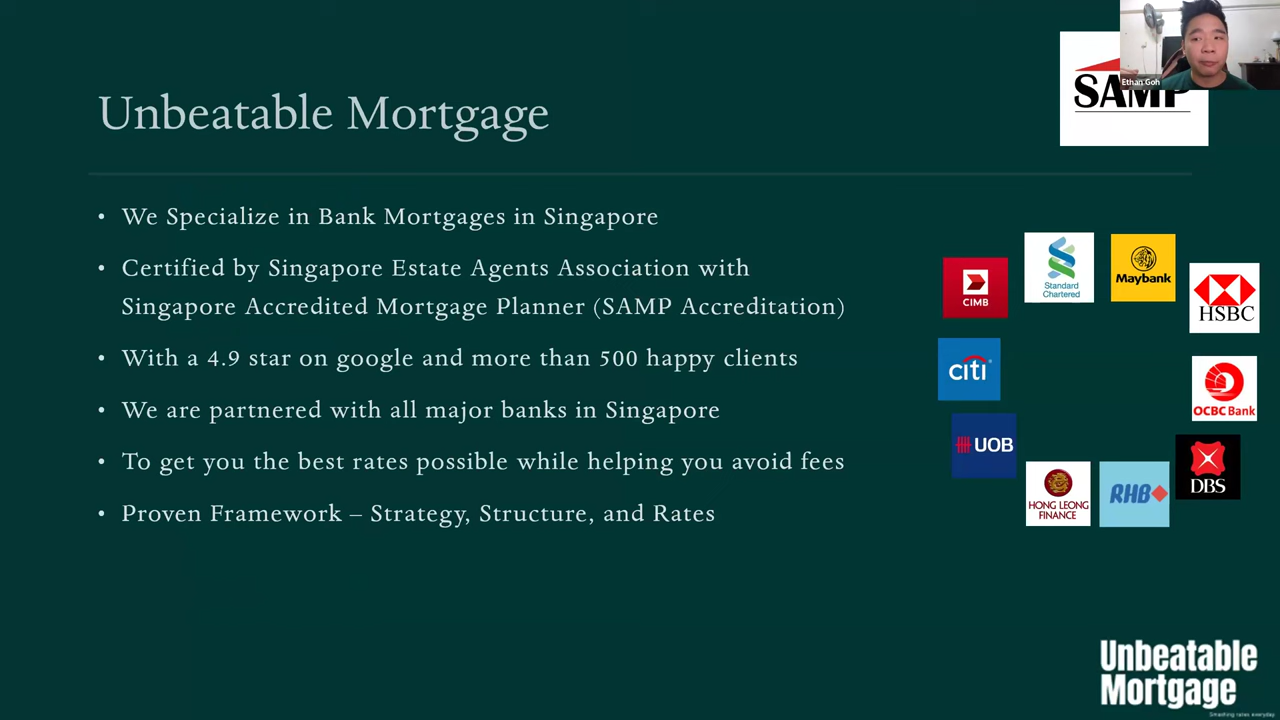 Ethan Goh
SAMP
Unbeatable Mortgage
• We Specialize in Bank Mortgages in Singapore
• Certified by Singapore Estate Agents Association with
Singapore Accredited Mortgage Planner (SAMP Accreditation)
• With a 4.9 star on google and more than 500 happy clients
• We are partnered with all major banks in Singapore
• To get you the best rates possible while helping you avoid fees
• Proven Framework – Strategy, Structure, and Rates
CIMB
Standard
Chartered
Maybank
HSBC
citi
OCBC Bank
UOB
HONG LEONG
FINANCE
RHB
DBS
Unbeatable
Mortgage
Smashing rates everyday